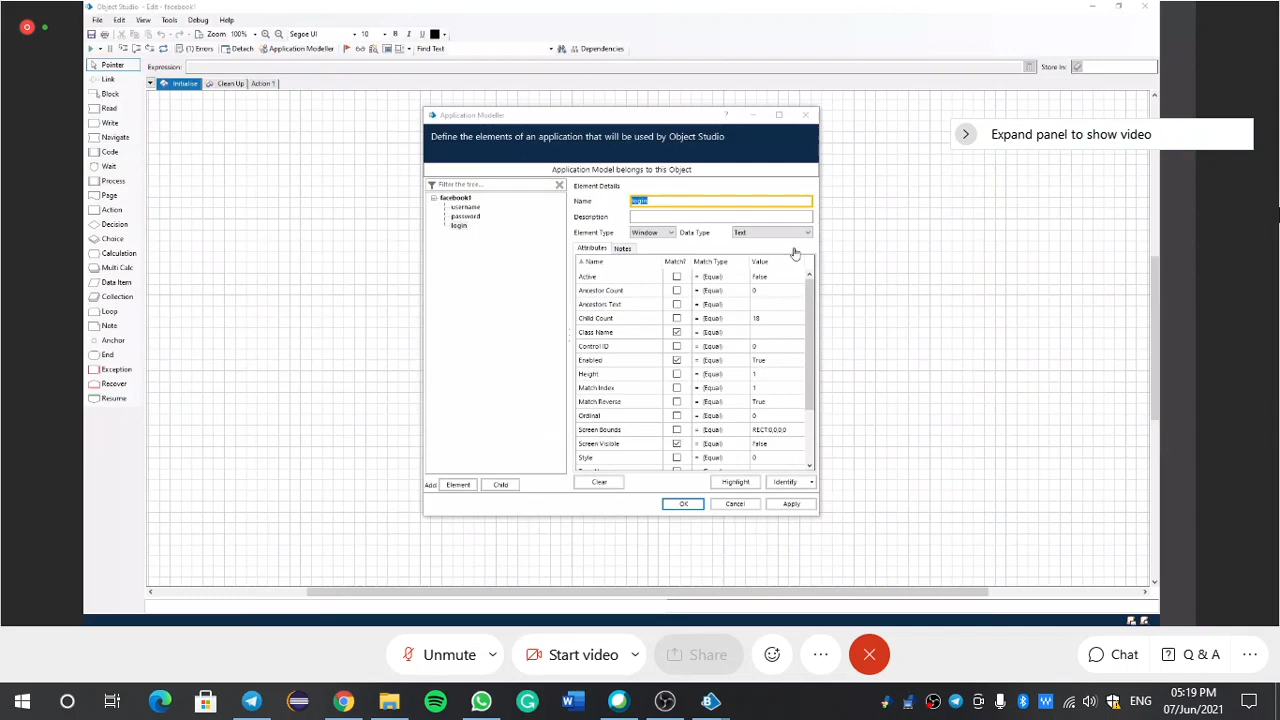 Object Studio - Edit - facebook1
File Edit View Tools Debug Help
Zoom 100% Segoe UI 10 B I U
(1) Errors Detach Application Modeller Find Text Dependencies
Pointer Expression: Store In:
Link Initialise Clean Up Action 1
Block
Read
Write
Navigate
Code
Wait
Process
Page
Action
Decision
Choice
Calculation
Multi Calc
Data Item
Collection
Loop
Note
Anchor
End
Exception
Recover
Resume
Application Modeller
Define the elements of an application that will be used by Object Studio
Application Model belongs to this Object
Filter the tree...
facebook1
username
password
login
Element Details
Name login
Description
Element Type Window Data Type Text
Attributes Notes
Name Match? Match Type Value
Active = (Equal) False
Ancestor Count = (Equal) 0
Ancestors Text = (Equal)
Child Count = (Equal) 18
Class Name = (Equal)
Control ID = (Equal) 0
Enabled = (Equal) True
Height = (Equal) 1
Match Index = (Equal) 1
Match Reverse = (Equal) True
Ordinal = (Equal) 0
Screen Bounds = (Equal) RECT:0,0,0,0
Screen Visible = (Equal) False
Style = (Equal) 0
Add Element Child Clear Highlight Identify
OK Cancel Apply
Expand panel to show video
Unmute Start video Share Chat Q & A
ENG 05:19 PM
07/Jun/2021